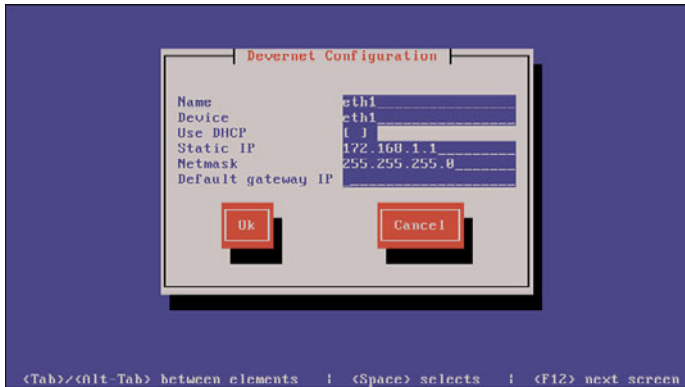 Devernet Configuration
Name eth1
Device eth1
Use DHCP [ ]
Static IP 172.168.1.1
Netmask 255.255.255.0
Default gateway IP
Ok Cancel
<Tab>/<Alt-Tab> between elements | <Space> selects | <F12> next screen